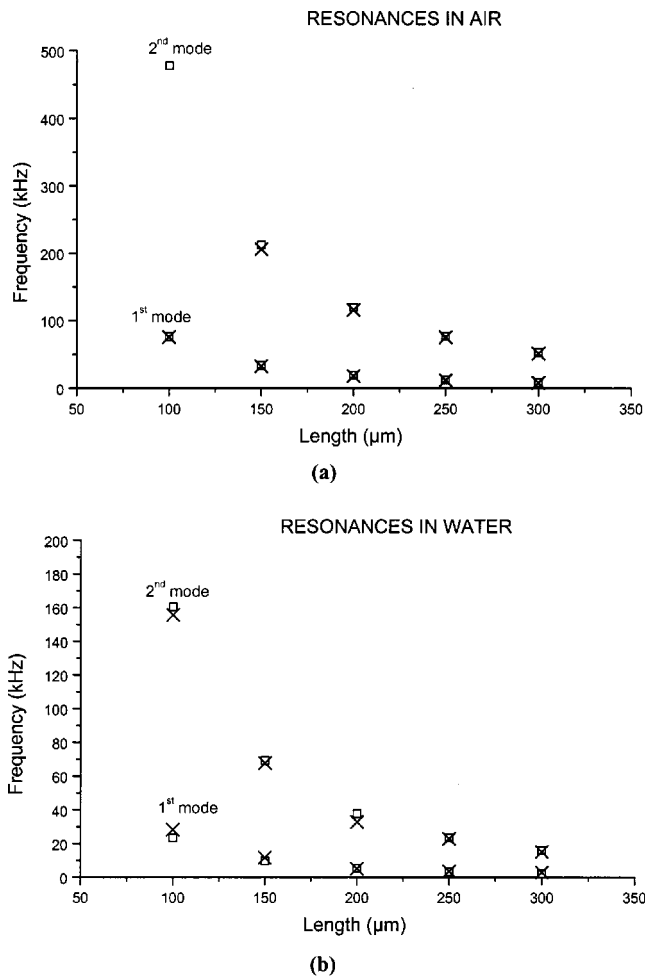 RESONANCES IN AIR
500
400
300
200
100
0
Frequency (kHz)
2nd mode
1st mode
50 100 150 200 250 300 350
Length (µm)
(a)
RESONANCES IN WATER
200
180
160
140
120
100
80
60
40
20
0
Frequency (kHz)
2nd mode
1st mode
50 100 150 200 250 300 350
Length (µm)
(b)